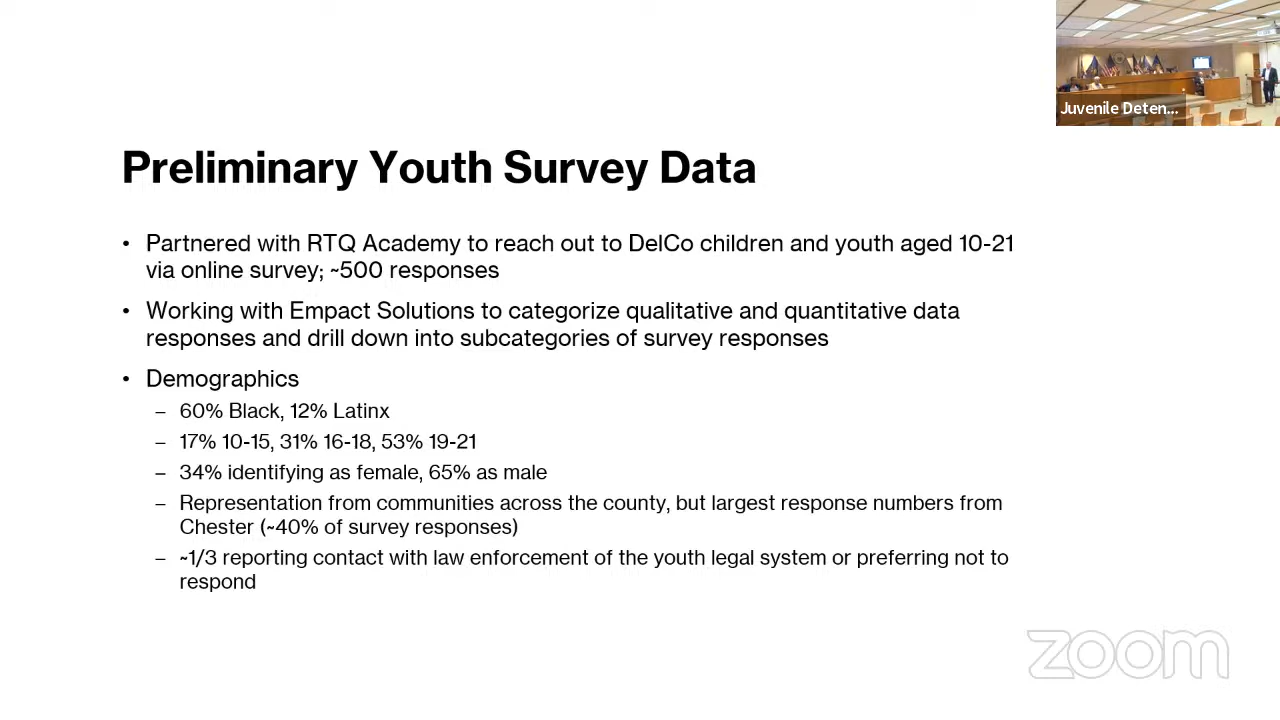 Juvenile Deten...
Preliminary Youth Survey Data
• Partnered with RTQ Academy to reach out to DelCo children and youth aged 10-21
via online survey; ~500 responses
• Working with Empact Solutions to categorize qualitative and quantitative data
responses and drill down into subcategories of survey responses
• Demographics
– 60% Black, 12% Latinx
– 17% 10-15, 31% 16-18, 53% 19-21
– 34% identifying as female, 65% as male
– Representation from communities across the county, but largest response numbers from
Chester (~40% of survey responses)
– ~1/3 reporting contact with law enforcement of the youth legal system or preferring not to
respond
zoom